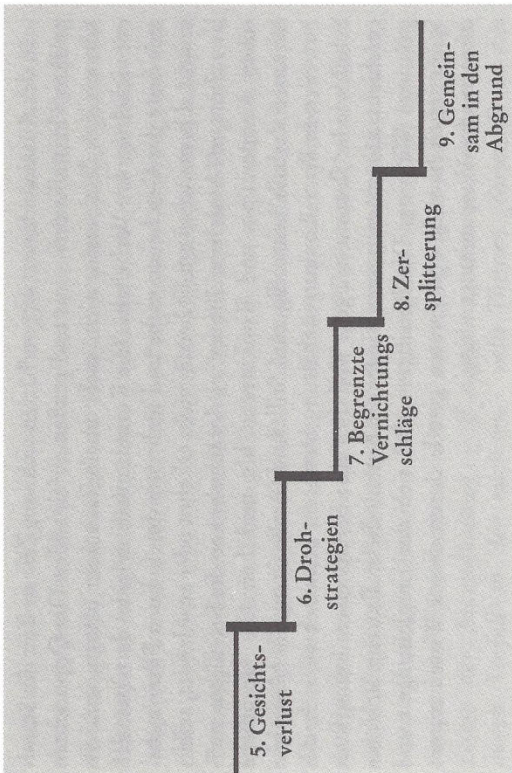 5. Gesichts-
verlust
6. Droh-
strategien
7. Begrenzte
Vernichtungs
schläge
8. Zer-
splitterung
9. Gemein-
sam in den
Abgrund